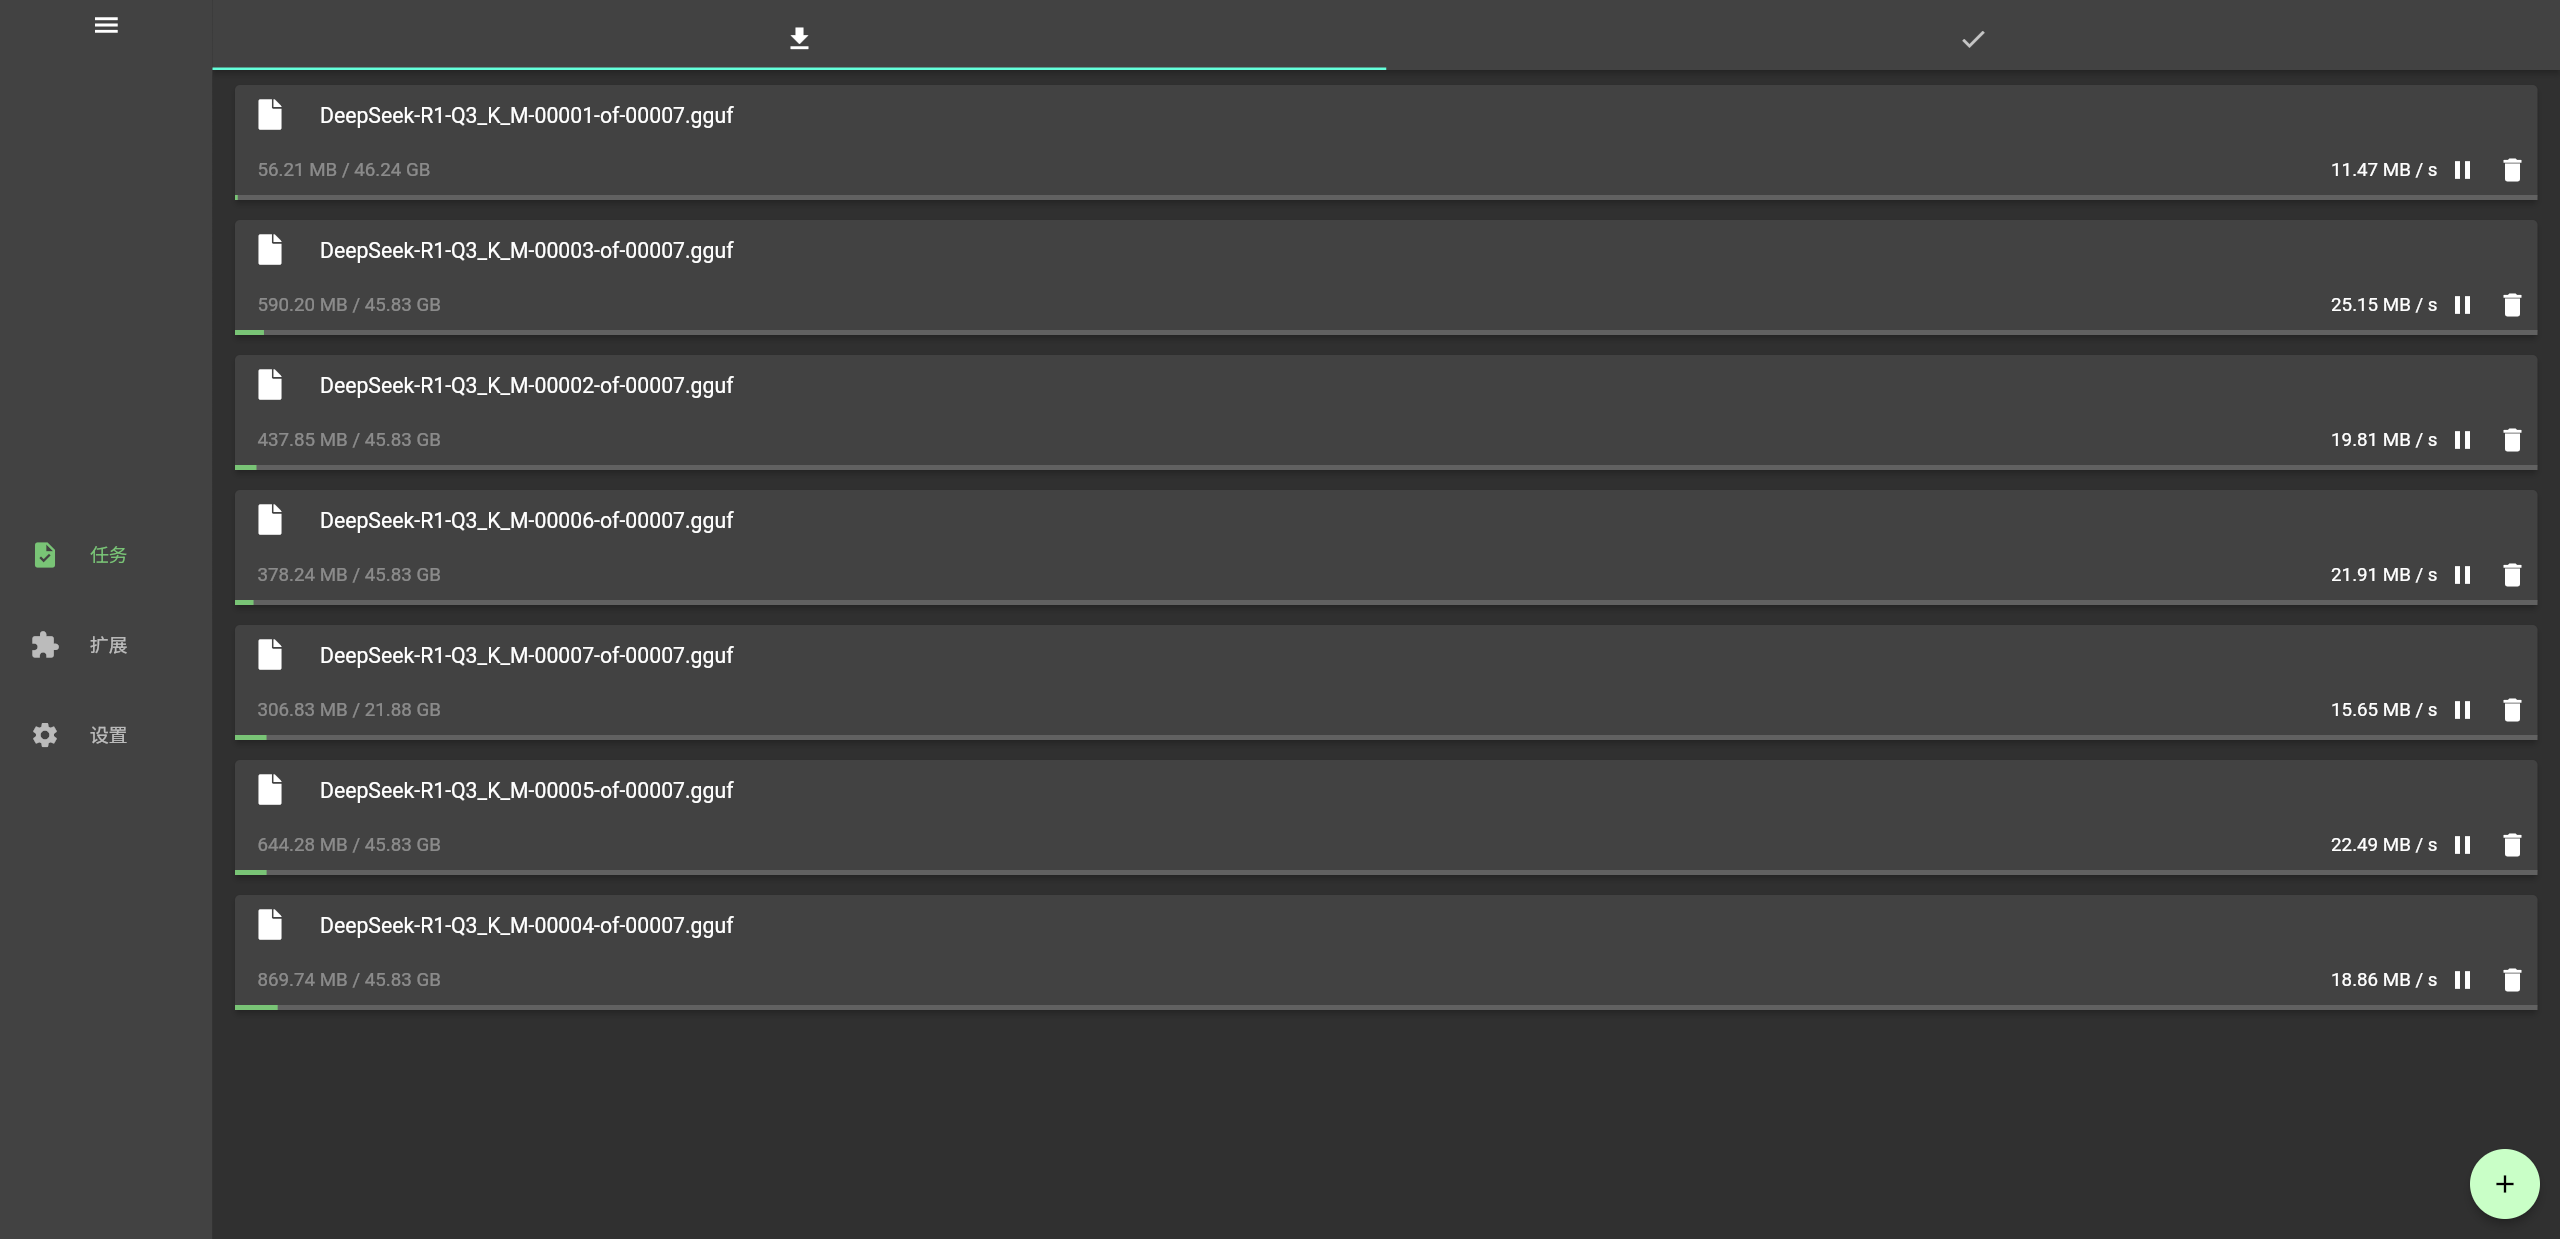 任务
扩展
设置
DeepSeek-R1-Q3_K_M-00001-of-00007.gguf
56.21 MB / 46.24 GB
11.47 MB / s
DeepSeek-R1-Q3_K_M-00003-of-00007.gguf
590.20 MB / 45.83 GB
25.15 MB / s
DeepSeek-R1-Q3_K_M-00002-of-00007.gguf
437.85 MB / 45.83 GB
19.81 MB / s
DeepSeek-R1-Q3_K_M-00006-of-00007.gguf
378.24 MB / 45.83 GB
21.91 MB / s
DeepSeek-R1-Q3_K_M-00007-of-00007.gguf
306.83 MB / 21.88 GB
15.65 MB / s
DeepSeek-R1-Q3_K_M-00005-of-00007.gguf
644.28 MB / 45.83 GB
22.49 MB / s
DeepSeek-R1-Q3_K_M-00004-of-00007.gguf
869.74 MB / 45.83 GB
18.86 MB / s